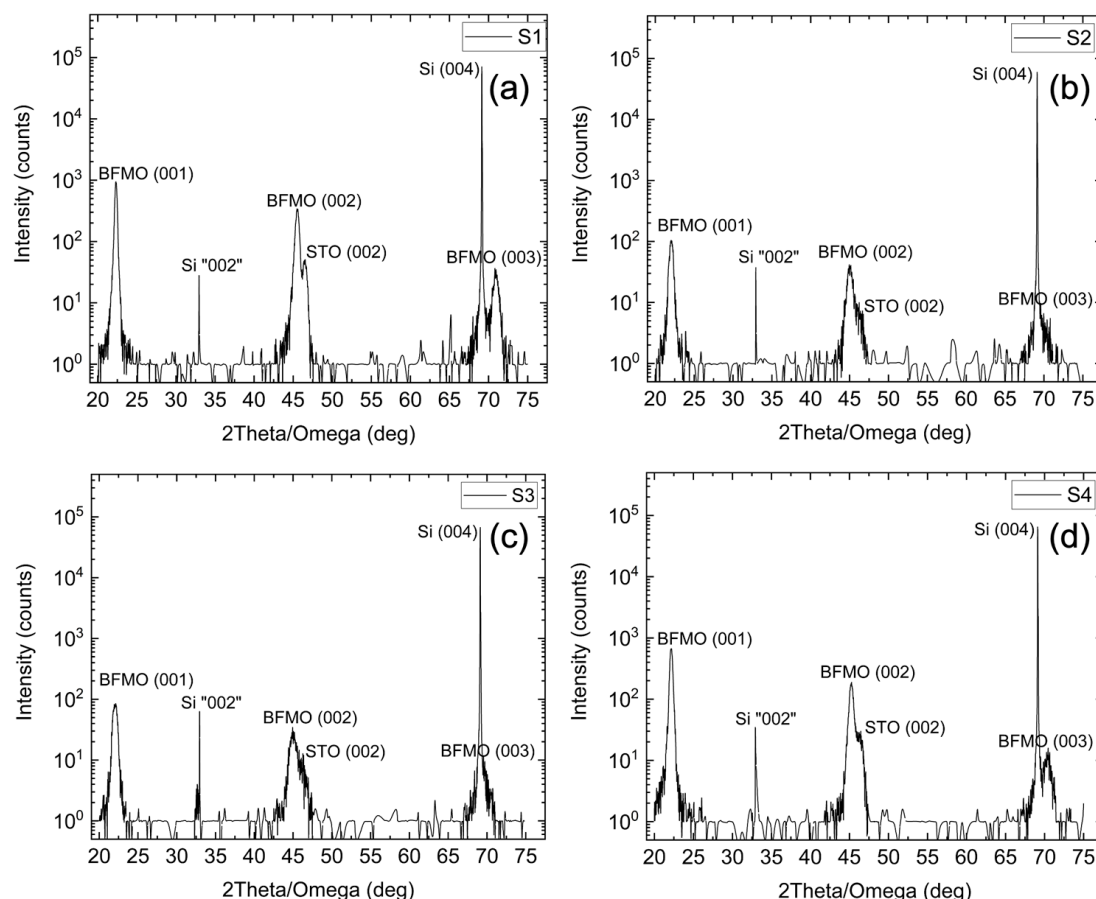 S1
(a)
10^5
10^4
10^3
10^2
10^1
10^0
Intensity (counts)
BFMO (001)
Si "002"
BFMO (002)
STO (002)
Si (004)
BFMO (003)
20 25 30 35 40 45 50 55 60 65 70 75
2Theta/Omega (deg)
S2
(b)
10^5
10^4
10^3
10^2
10^1
10^0
Intensity (counts)
BFMO (001)
Si "002"
BFMO (002)
STO (002)
Si (004)
BFMO (003)
20 25 30 35 40 45 50 55 60 65 70 75
2Theta/Omega (deg)
S3
(c)
10^5
10^4
10^3
10^2
10^1
10^0
Intensity (counts)
BFMO (001)
Si "002"
BFMO (002)
STO (002)
Si (004)
BFMO (003)
20 25 30 35 40 45 50 55 60 65 70 75
2Theta/Omega (deg)
S4
(d)
10^5
10^4
10^3
10^2
10^1
10^0
Intensity (counts)
BFMO (001)
Si "002"
BFMO (002)
STO (002)
Si (004)
BFMO (003)
20 25 30 35 40 45 50 55 60 65 70 75
2Theta/Omega (deg)